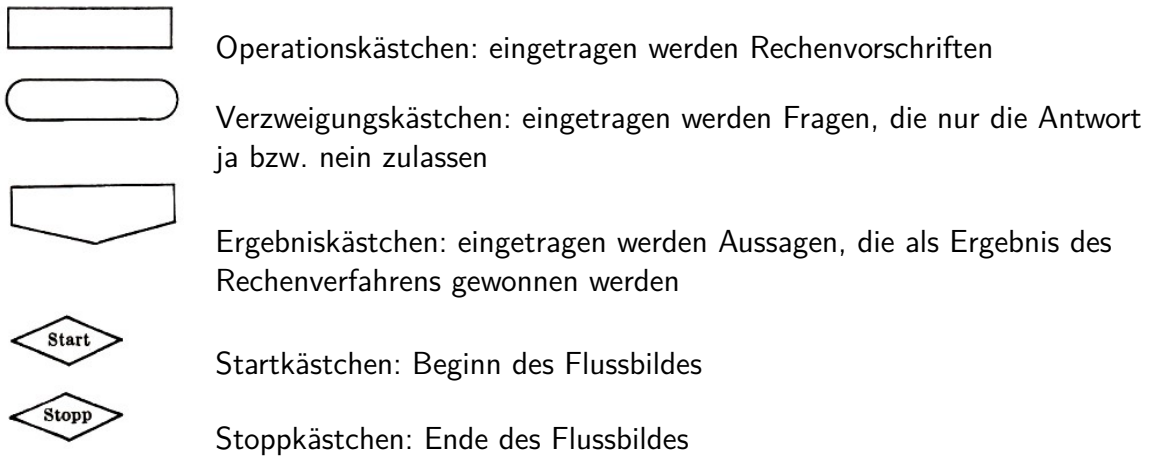 Operationskästchen: eingetragen werden Rechenvorschriften
Verzweigungskästchen: eingetragen werden Fragen, die nur die Antwort
ja bzw. nein zulassen
Ergebniskästchen: eingetragen werden Aussagen, die als Ergebnis des
Rechenverfahrens gewonnen werden
Start
Startkästchen: Beginn des Flussbildes
Stopp
Stoppkästchen: Ende des Flussbildes